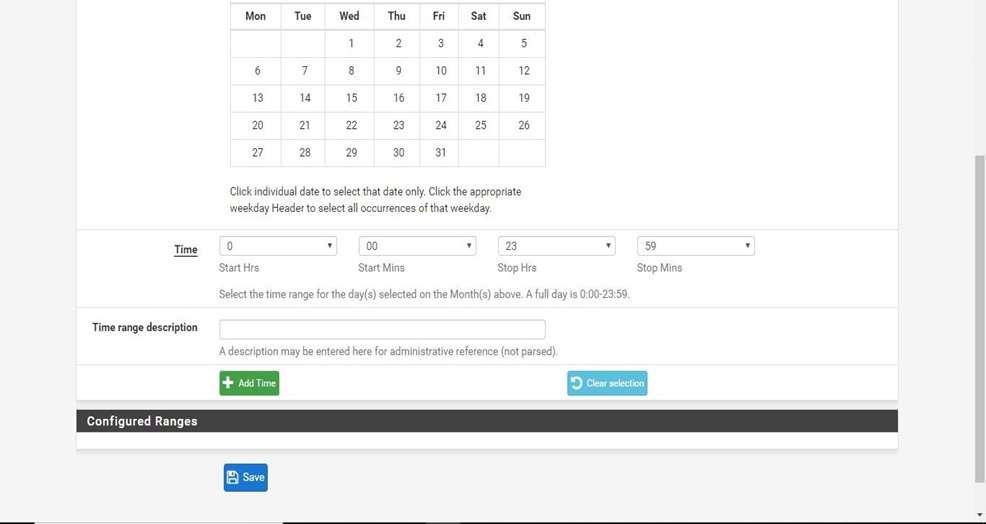 Mon Tue Wed Thu Fri Sat Sun
1 2 3 4 5
6 7 8 9 10 11 12
13 14 15 16 17 18 19
20 21 22 23 24 25 26
27 28 29 30 31
Click individual date to select that date only. Click the appropriate
weekday Header to select all occurrences of that weekday.
Time 0 00 23 59
Start Hrs Start Mins Stop Hrs Stop Mins
Select the time range for the day(s) selected on the Month(s) above. A full day is 0:00-23:59.
Time range description
A description may be entered here for administrative reference (not parsed).
Add Time Clear selection
Configured Ranges
Save